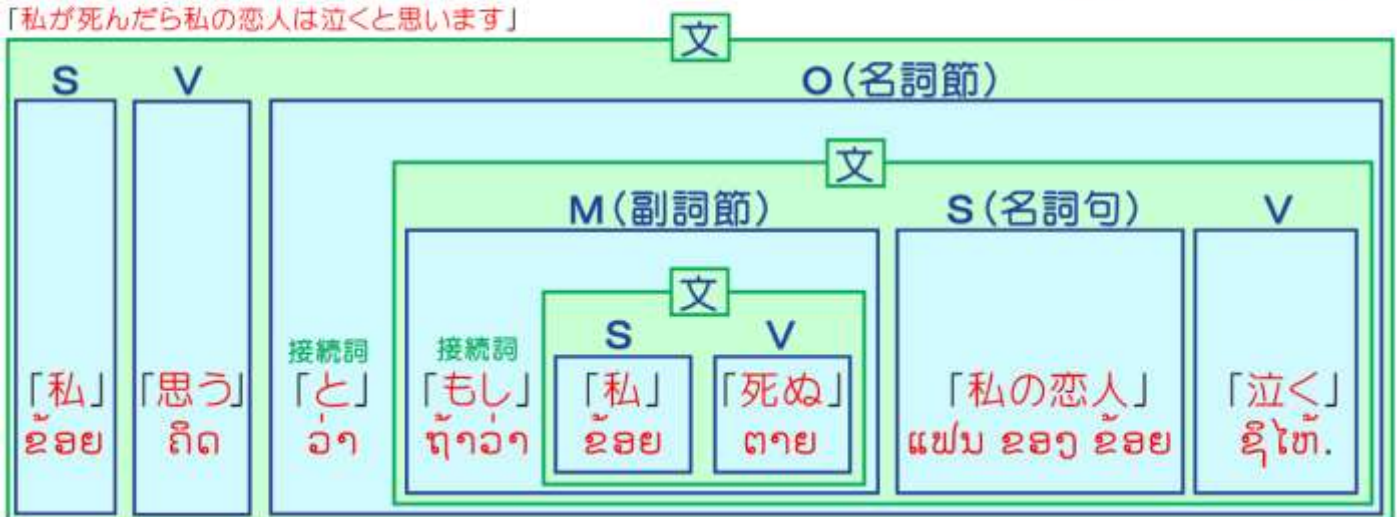 「私が死んだら私の恋人は泣くと思います」
文
S V O(名詞節)
文
M(副詞節) S(名詞句) V
文
S V
接続詞 接続詞
「私」 「思う」 「と」 「もし」 「私」 「死ぬ」 「私の恋人」 「泣く」
ຂ້ອຍ ຄິດ ວ່າ ຖ້າວ່າ ຂ້ອຍ ຕາຍ ແຟນ ຂອງ ຂ້ອຍ ຊິໄຫ້.